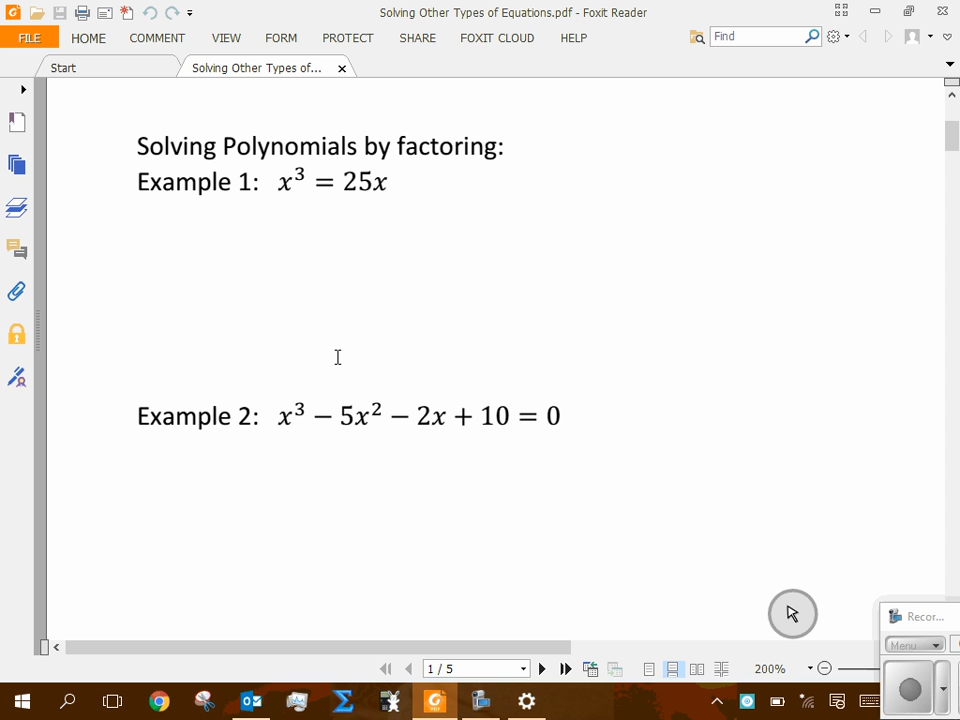 Solving Other Types of Equations.pdf - Foxit Reader
FILE HOME COMMENT VIEW FORM PROTECT SHARE FOXIT CLOUD HELP Find
Start Solving Other Types of... x
Solving Polynomials by factoring:
Example 1: x³ = 25x
Example 2: x³ − 5x² − 2x + 10 = 0
Recor...
Menu
1 / 5 200%